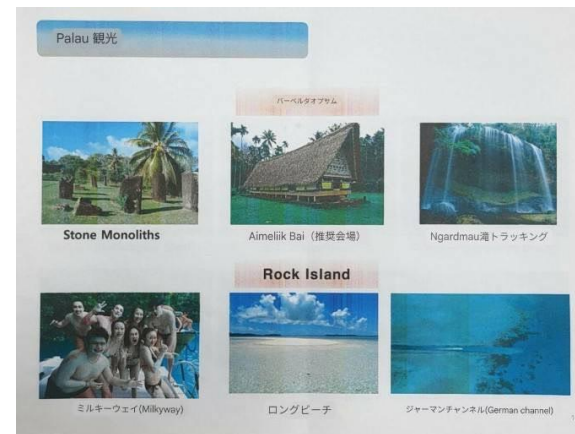 Palau 観光
バーベルダオブサム
Stone Monoliths
Aimeliik Bai（推奨会場）
Ngardmau滝トラッキング
Rock Island
ミルキーウェイ(Milkyway)
ロングビーチ
ジャーマンチャンネル(German channel)